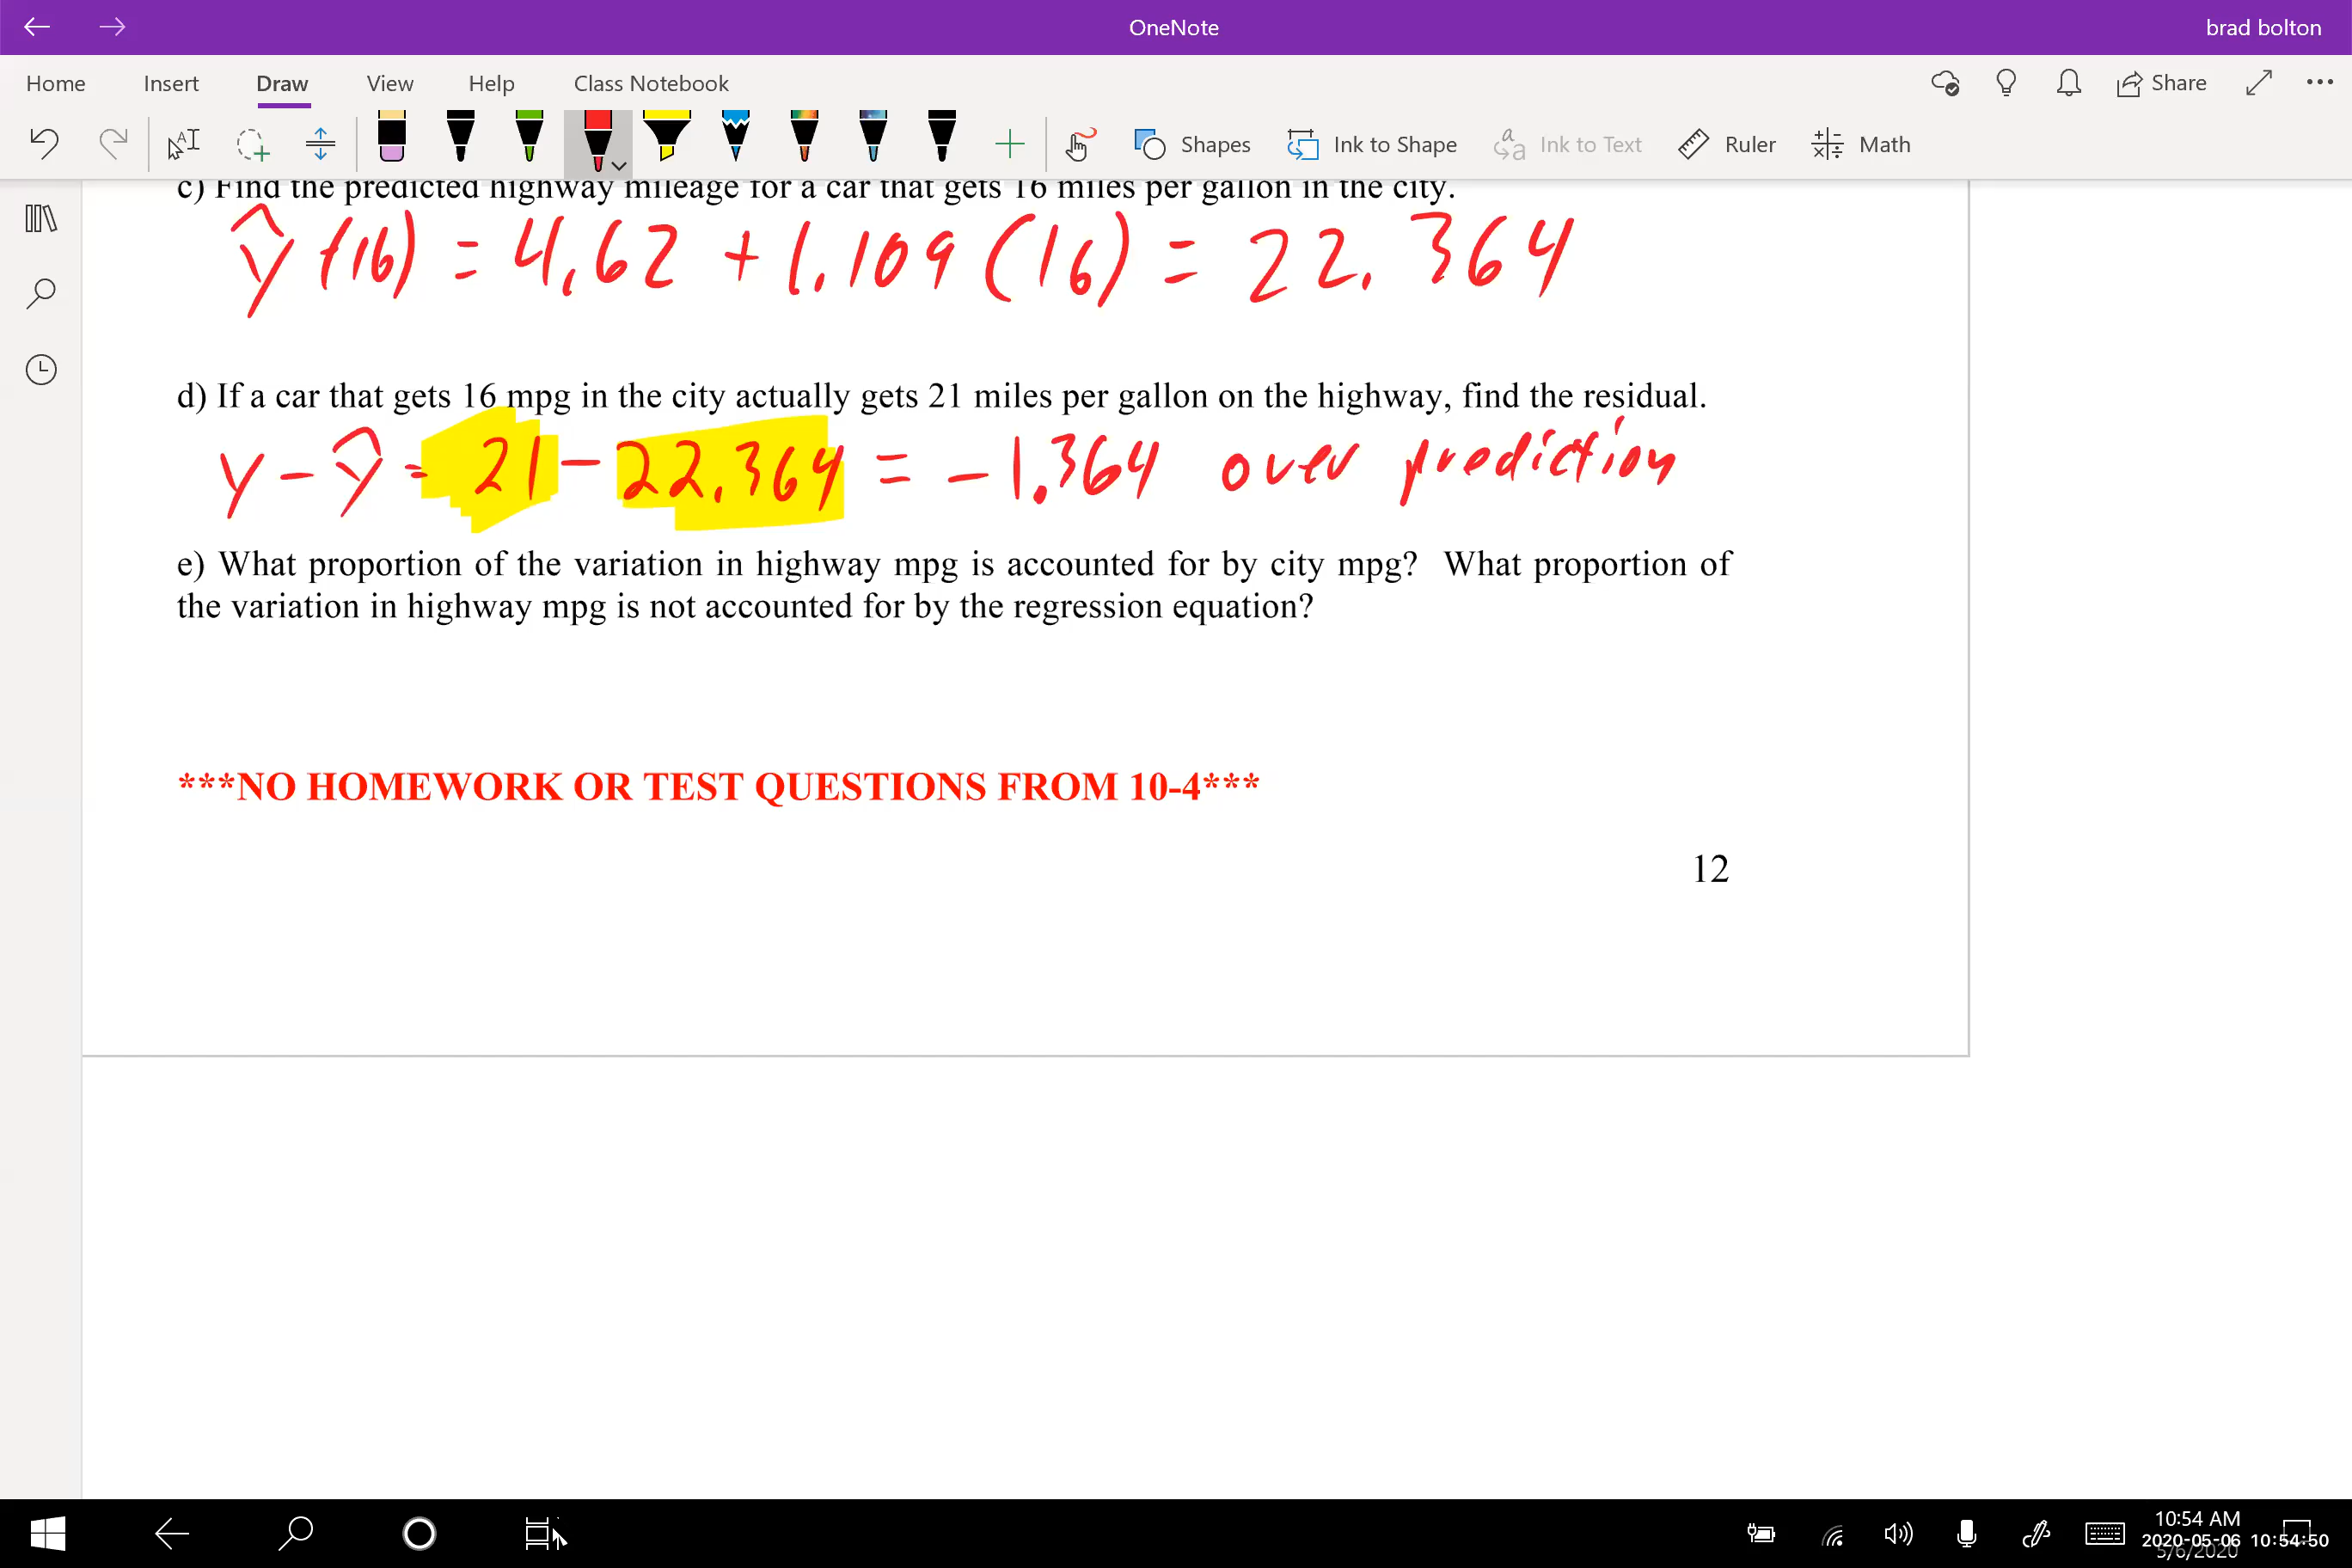 OneNote
brad bolton
Home Insert Draw View Help Class Notebook
Share
Shapes Ink to Shape Ink to Text Ruler Math
c) Find the predicted highway mileage for a car that gets 16 miles per gallon in the city.
ŷ (16) = 4.62 + 1.109 (16) = 22.364
d) If a car that gets 16 mpg in the city actually gets 21 miles per gallon on the highway, find the residual.
y - ŷ = 21 - 22.364 = -1.364 over prediction
e) What proportion of the variation in highway mpg is accounted for by city mpg? What proportion of
the variation in highway mpg is not accounted for by the regression equation?
***NO HOMEWORK OR TEST QUESTIONS FROM 10-4***
12
10:54 AM
2020-05-06 10:54:50
5/6/2020